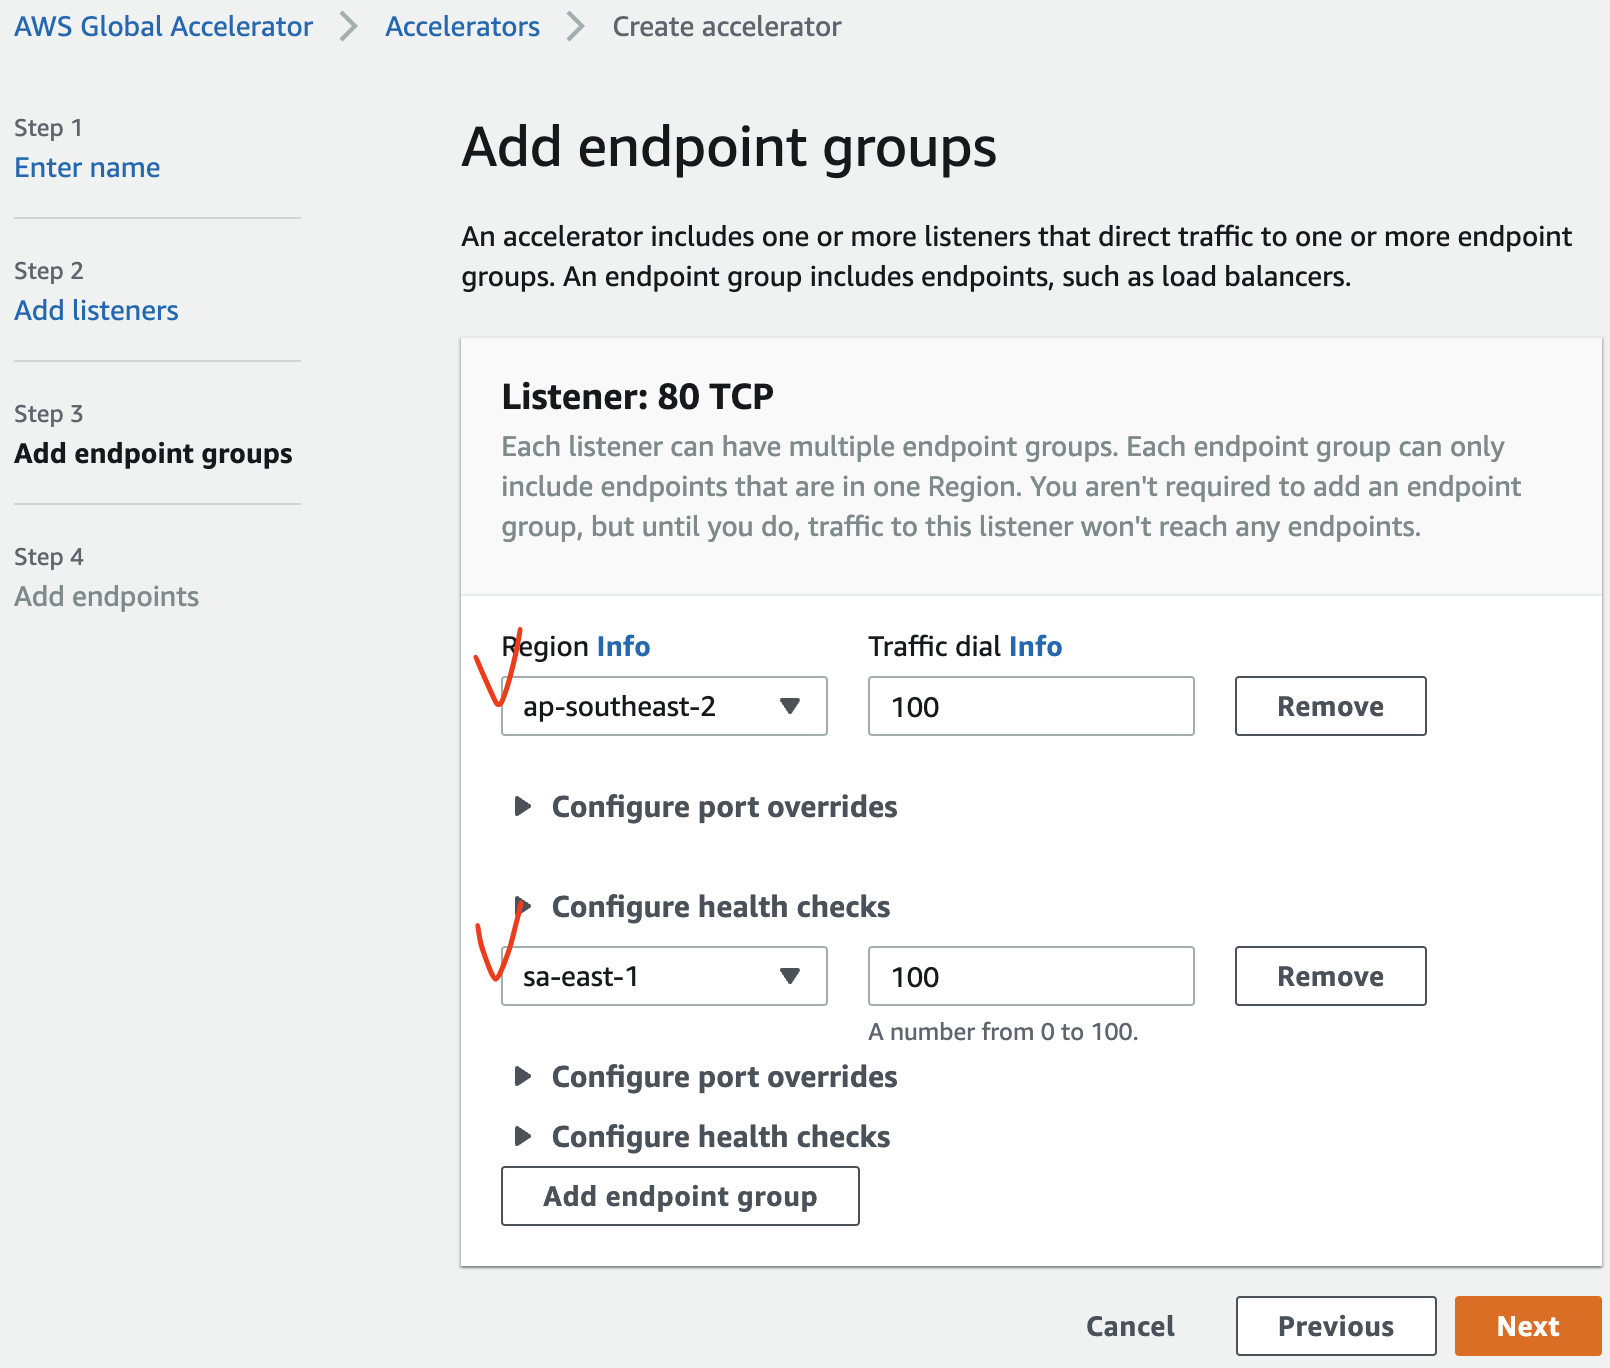 AWS Global Accelerator > Accelerators > Create accelerator
Step 1
Enter name
Step 2
Add listeners
Step 3
Add endpoint groups
Step 4
Add endpoints
Add endpoint groups
An accelerator includes one or more listeners that direct traffic to one or more endpoint
groups. An endpoint group includes endpoints, such as load balancers.
Listener: 80 TCP
Each listener can have multiple endpoint groups. Each endpoint group can only
include endpoints that are in one Region. You aren't required to add an endpoint
group, but until you do, traffic to this listener won't reach any endpoints.
Region Info Traffic dial Info
ap-southeast-2 100 Remove
Configure port overrides
Configure health checks
sa-east-1 100 Remove
A number from 0 to 100.
Configure port overrides
Configure health checks
Add endpoint group
Cancel Previous Next